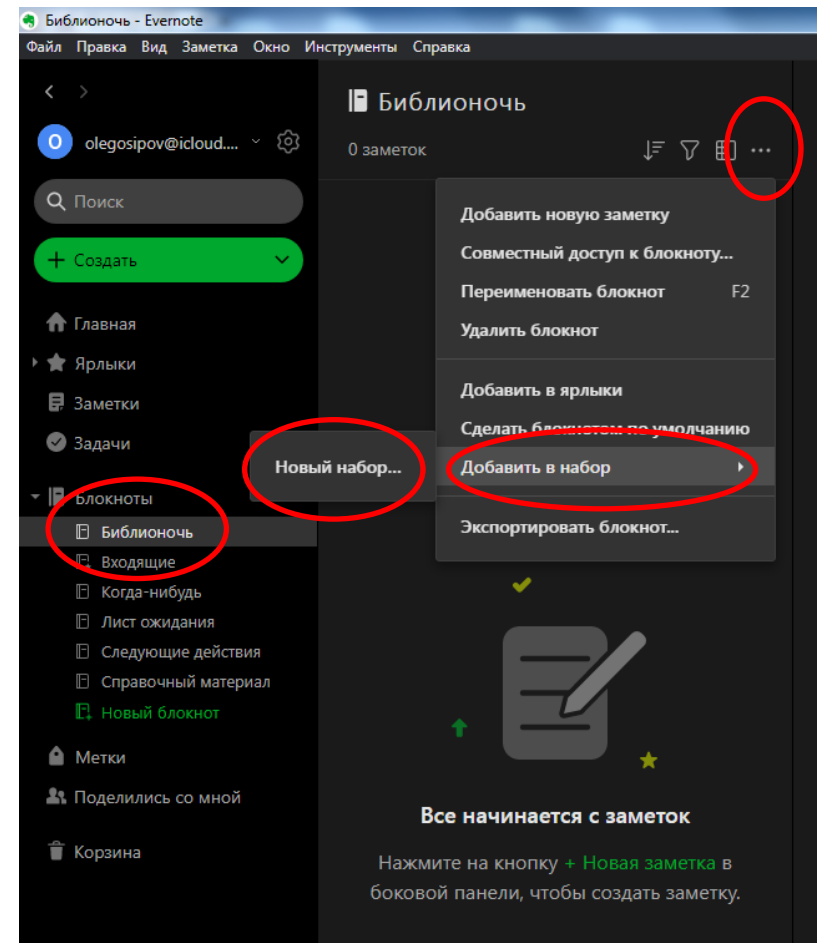 Библионочь - Evernote
Файл Правка Вид Заметка Окно Инструменты Справка
O olegosipov@icloud....
Поиск
+ Создать
Главная
Ярлыки
Заметки
Задачи
Блокноты
Библионочь
Входящие
Когда-нибудь
Лист ожидания
Следующие действия
Справочный материал
Новый блокнот
Метки
Поделились со мной
Корзина
Библионочь
0 заметок
Добавить новую заметку
Совместный доступ к блокноту...
Переименовать блокнот F2
Удалить блокнот
Добавить в ярлыки
Сделать блокнотом по умолчанию
Добавить в набор
Экспортировать блокнот...
Новый набор...
Все начинается с заметок
Нажмите на кнопку + Новая заметка в
боковой панели, чтобы создать заметку.